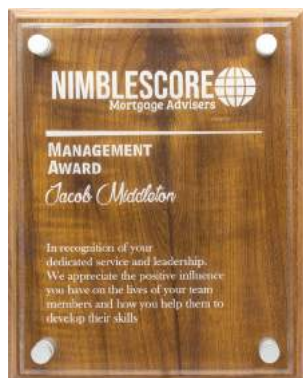 NIMBLESCORE
Mortgage Advisers
MANAGEMENT
AWARD
Jacob Middleton
In recognition of your
dedicated service and leadership.
We appreciate the positive influence
you have on the lives of your team
members and how you help them to
develop their skills